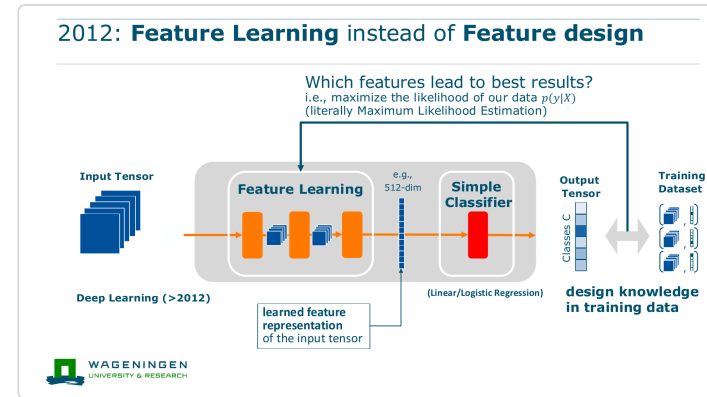 2012: Feature Learning instead of Feature design
Which features lead to best results?
i.e., maximize the likelihood of our data p(y|X)
(literally Maximum Likelihood Estimation)
Input Tensor
Feature Learning
e.g.,
512-dim
Simple
Classifier
Output
Tensor
Training
Dataset
Classes C
Deep Learning (>2012)
(Linear/Logistic Regression)
design knowledge
in training data
learned feature
representation
of the input tensor
WAGENINGEN
UNIVERSITY & RESEARCH